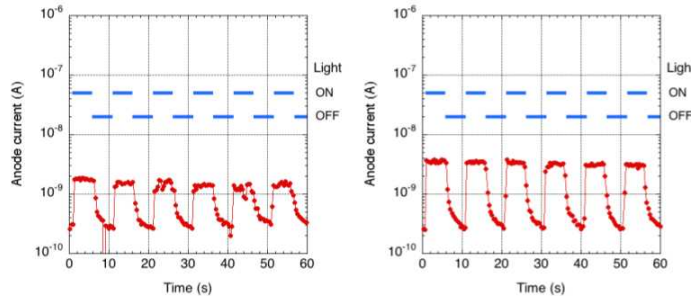 10⁻⁶
10⁻⁷
10⁻⁸
10⁻⁹
10⁻¹⁰
Anode current (A)
Light
ON
OFF
0 10 20 30 40 50 60
Time (s)
10⁻⁶
10⁻⁷
10⁻⁸
10⁻⁹
10⁻¹⁰
Anode current (A)
Light
ON
OFF
0 10 20 30 40 50 60
Time (s)